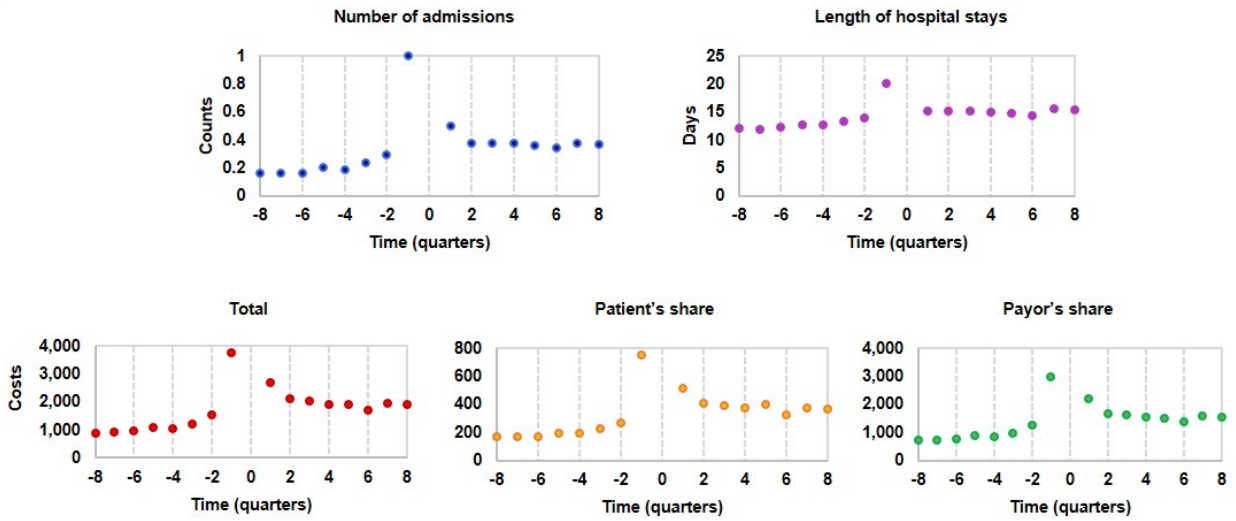 Number of admissions
Length of hospital stays
1
0.8
0.6
0.4
0.2
0
Counts
-8 -6 -4 -2 0 2 4 6 8
Time (quarters)
25
20
15
10
5
0
Days
-8 -6 -4 -2 0 2 4 6 8
Time (quarters)
Total
Patient's share
Payor's share
4,000
3,000
2,000
1,000
0
Costs
-8 -6 -4 -2 0 2 4 6 8
Time (quarters)
800
600
400
200
0
-8 -6 -4 -2 0 2 4 6 8
Time (quarters)
4,000
3,000
2,000
1,000
0
-8 -6 -4 -2 0 2 4 6 8
Time (quarters)